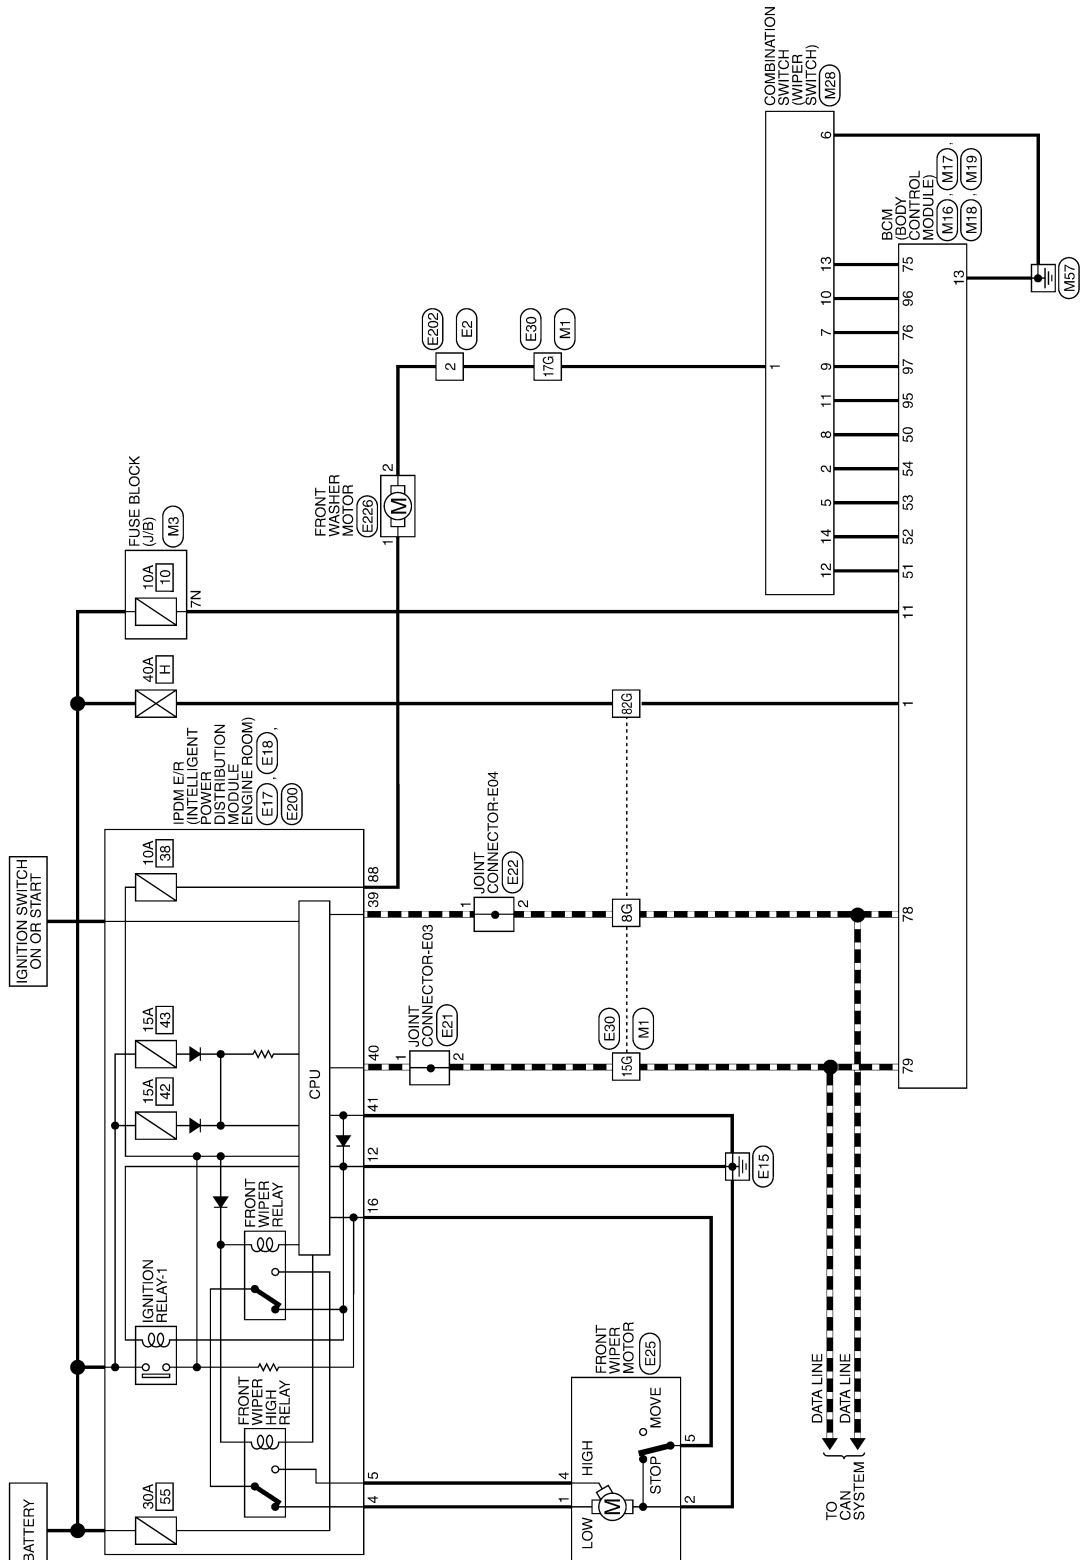 BATTERY
IGNITION SWITCH
ON OR START
30A
55
IGNITION
RELAY-1
15A
42
15A
43
10A
38
IPDM E/R
(INTELLIGENT
POWER
DISTRIBUTION
MODULE
ENGINE ROOM)
E17 , E18 ,
E200
40A
H
FUSE BLOCK
(J/B)
M3
10A
10
7N
FRONT
WIPER
HIGH
RELAY
FRONT
WIPER
RELAY
CPU
4
5
16
12
41
40
39
88
JOINT
CONNECTOR-E03
E21
1
2
JOINT
CONNECTOR-E04
E22
1
2
FRONT
WASHER
MOTOR
E226
1
M
2
E202
E2
2
E30
M1
17G
FRONT
WIPER
MOTOR
E25
LOW
HIGH
1
4
M
STOP
MOVE
2
5
E15
E30
M1
15G
8G
82G
COMBINATION
SWITCH
(WIPER
SWITCH)
M28
1
12
14
5
2
8
11
9
7
10
13
6
TO
CAN
SYSTEM
DATA LINE
DATA LINE
BCM
(BODY
CONTROL
MODULE)
M16 , M17 ,
M18 , M19
79
78
1
11
51
52
53
54
50
95
97
76
96
75
13
M57